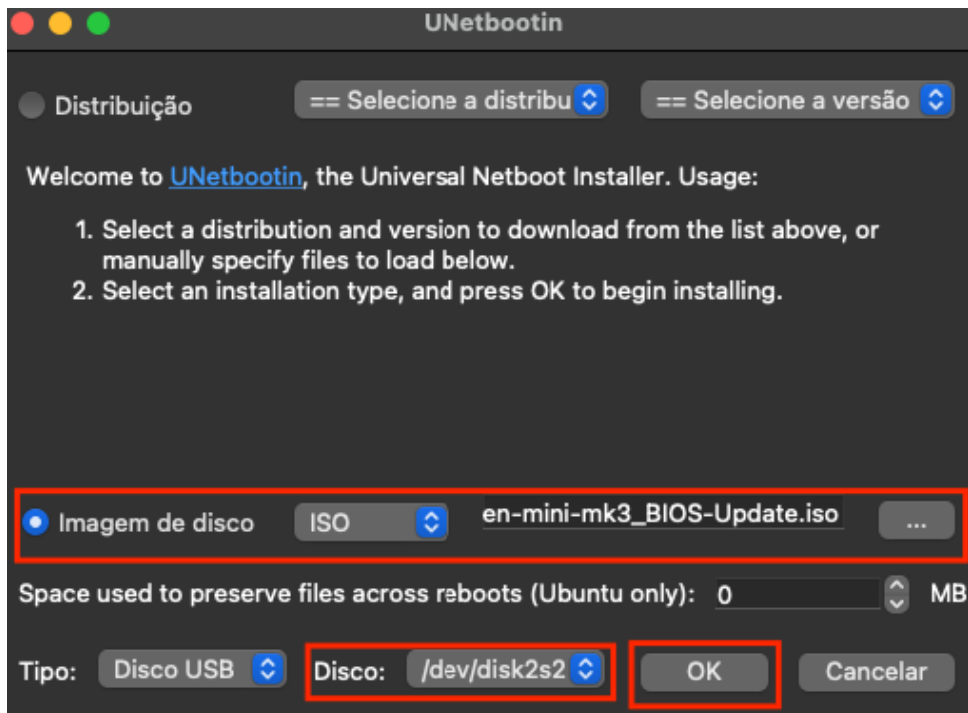 UNetbootin
Distribuição == Selecione a distribu == Selecione a versão
Welcome to UNetbootin, the Universal Netboot Installer. Usage:
1. Select a distribution and version to download from the list above, or
manually specify files to load below.
2. Select an installation type, and press OK to begin installing.
Imagem de disco ISO en-mini-mk3_BIOS-Update.iso ...
Space used to preserve files across reboots (Ubuntu only): 0 MB
Tipo: Disco USB Disco: /dev/disk2s2 OK Cancelar